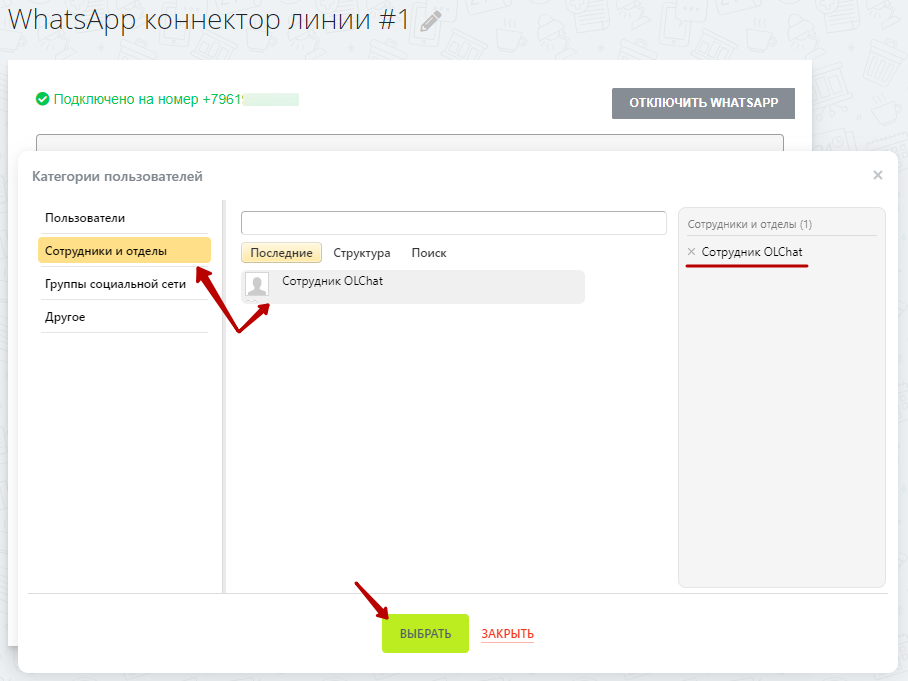 WhatsApp коннектор линии #1
Подключено на номер +7961
ОТКЛЮЧИТЬ WHATSAPP
Категории пользователей
Пользователи
Сотрудники и отделы
Группы социальной сети
Другое
Последние Структура Поиск
Сотрудник OLChat
Сотрудники и отделы (1)
Сотрудник OLChat
ВЫБРАТЬ ЗАКРЫТЬ